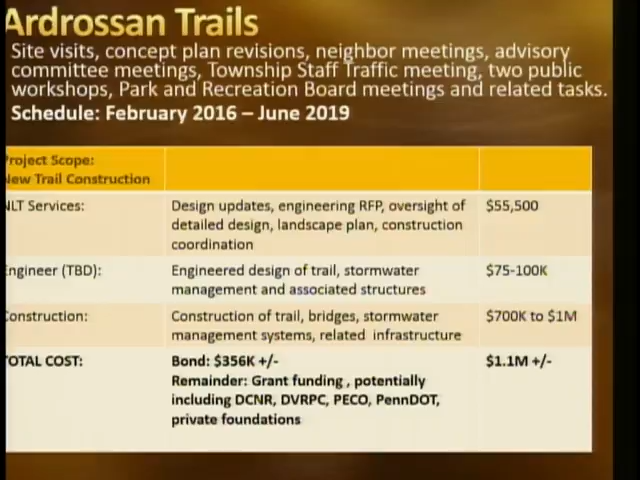 Ardrossan Trails
Site visits, concept plan revisions, neighbor meetings, advisory
committee meetings, Township Staff Traffic meeting, two public
workshops, Park and Recreation Board meetings and related tasks.
Schedule: February 2016 – June 2019
Project Scope:
New Trail Construction
NLT Services:
Design updates, engineering RFP, oversight of
detailed design, landscape plan, construction
coordination
$55,500
Engineer (TBD):
Engineered design of trail, stormwater
management and associated structures
$75-100K
Construction:
Construction of trail, bridges, stormwater
management systems, related infrastructure
$700K to $1M
TOTAL COST:
Bond: $356K +/-
Remainder: Grant funding , potentially
including DCNR, DVRPC, PECO, PennDOT,
private foundations
$1.1M +/-